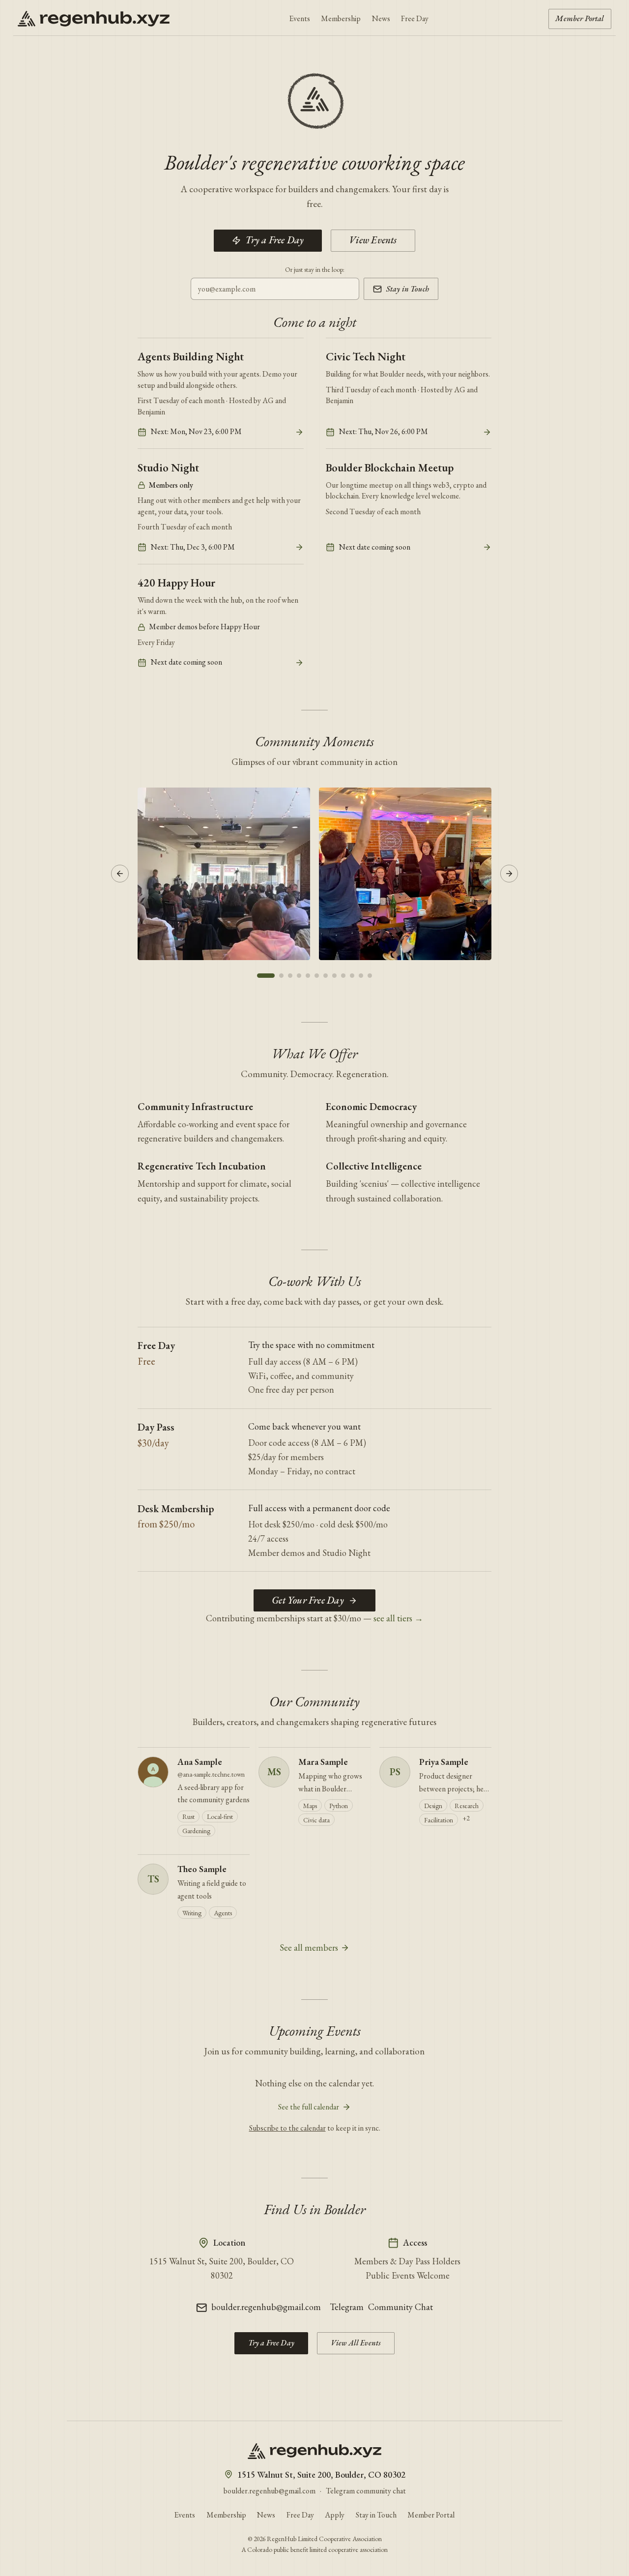 regenhub.xyz
Events Membership News Free Day
Member Portal
Boulder's regenerative coworking space
A cooperative workspace for builders and changemakers. Your first day is
free.
Try a Free Day
View Events
Or just stay in the loop:
you@example.com
Stay in Touch
Come to a night
Agents Building Night
Show us how you build with your agents. Demo your
setup and build alongside others.
First Tuesday of each month · Hosted by AG and
Benjamin
Next: Mon, Nov 23, 6:00 PM
Civic Tech Night
Building for what Boulder needs, with your neighbors.
Third Tuesday of each month · Hosted by AG and
Benjamin
Next: Thu, Nov 26, 6:00 PM
Studio Night
Members only
Hang out with other members and get help with your
agent, your data, your tools.
Fourth Tuesday of each month
Next: Thu, Dec 3, 6:00 PM
Boulder Blockchain Meetup
Our longtime meetup on all things web3, crypto and
blockchain. Every knowledge level welcome.
Second Tuesday of each month
Next date coming soon
420 Happy Hour
Wind down the week with the hub, on the roof when
it's warm.
Member demos before Happy Hour
Every Friday
Next date coming soon
Community Moments
Glimpses of our vibrant community in action
What We Offer
Community. Democracy. Regeneration.
Community Infrastructure
Affordable co-working and event space for
regenerative builders and changemakers.
Economic Democracy
Meaningful ownership and governance
through profit-sharing and equity.
Regenerative Tech Incubation
Mentorship and support for climate, social
equity, and sustainability projects.
Collective Intelligence
Building 'scenius' — collective intelligence
through sustained collaboration.
Co-work With Us
Start with a free day, come back with day passes, or get your own desk.
Free Day
Free
Try the space with no commitment
Full day access (8 AM – 6 PM)
WiFi, coffee, and community
One free day per person
Day Pass
$30/day
Come back whenever you want
Door code access (8 AM – 6 PM)
$25/day for members
Monday – Friday, no contract
Desk Membership
from $250/mo
Full access with a permanent door code
Hot desk $250/mo · cold desk $500/mo
24/7 access
Member demos and Studio Night
Get Your Free Day →
Contributing memberships start at $30/mo — see all tiers →
Our Community
Builders, creators, and changemakers shaping regenerative futures
Ana Sample
@ana-sample.techne.town
A seed-library app for
the community gardens
Rust Local-first
Gardening
MS
Mara Sample
Mapping who grows
what in Boulder...
Maps Python
Civic data
PS
Priya Sample
Product designer
between projects; he...
Design Research
Facilitation +2
TS
Theo Sample
Writing a field guide to
agent tools
Writing Agents
See all members →
Upcoming Events
Join us for community building, learning, and collaboration
Nothing else on the calendar yet.
See the full calendar →
Subscribe to the calendar to keep it in sync.
Find Us in Boulder
Location
1515 Walnut St, Suite 200, Boulder, CO
80302
Access
Members & Day Pass Holders
Public Events Welcome
boulder.regenhub@gmail.com Telegram Community Chat
Try a Free Day
View All Events
regenhub.xyz
1515 Walnut St, Suite 200, Boulder, CO 80302
boulder.regenhub@gmail.com · Telegram community chat
Events Membership News Free Day Apply Stay in Touch Member Portal
© 2026 RegenHub Limited Cooperative Association
A Colorado public benefit limited cooperative association